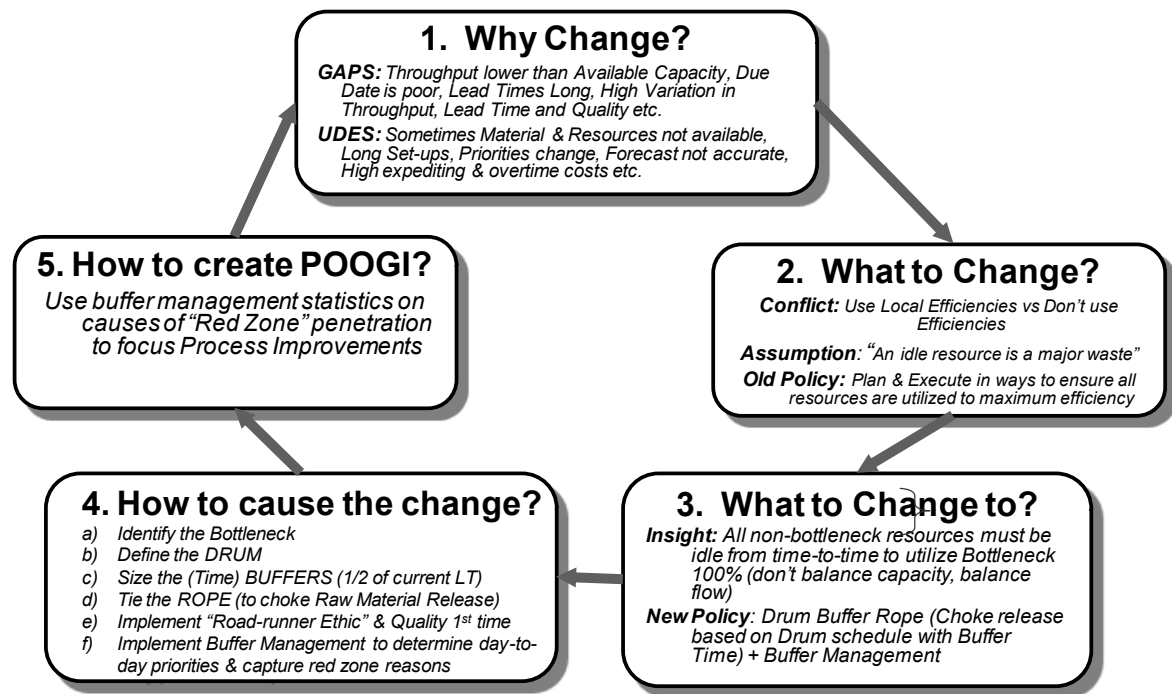 1. Why Change?
GAPS: Throughput lower than Available Capacity, Due
Date is poor, Lead Times Long, High Variation in
Throughput, Lead Time and Quality etc.
UDES: Sometimes Material & Resources not available,
Long Set-ups, Priorities change, Forecast not accurate,
High expediting & overtime costs etc.
2. What to Change?
Conflict: Use Local Efficiencies vs Don't use
Efficiencies
Assumption: "An idle resource is a major waste"
Old Policy: Plan & Execute in ways to ensure all
resources are utilized to maximum efficiency
3. What to Change to?
Insight: All non-bottleneck resources must be
idle from time-to-time to utilize Bottleneck
100% (don't balance capacity, balance
flow)
New Policy: Drum Buffer Rope (Choke release
based on Drum schedule with Buffer
Time) + Buffer Management
4. How to cause the change?
a) Identify the Bottleneck
b) Define the DRUM
c) Size the (Time) BUFFERS (1/2 of current LT)
d) Tie the ROPE (to choke Raw Material Release)
e) Implement "Road-runner Ethic" & Quality 1st time
f) Implement Buffer Management to determine day-to-
day priorities & capture red zone reasons
5. How to create POOGI?
Use buffer management statistics on
causes of "Red Zone" penetration
to focus Process Improvements